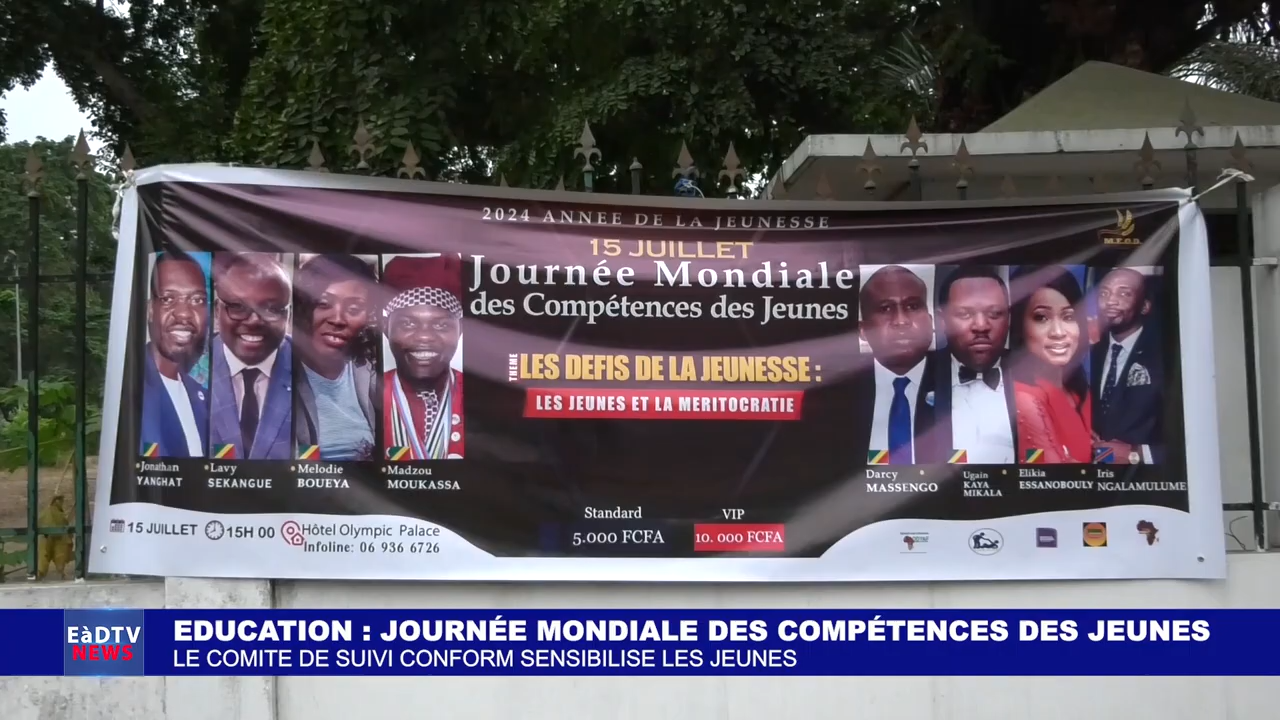 2024 ANNEE DE LA JEUNESSE
15 JUILLET
Journée Mondiale
des Compétences des Jeunes
THEME
LES DEFIS DE LA JEUNESSE :
LES JEUNES ET LA MERITOCRATIE
Jonathan
YANGHAT
Lavy
SEKANGUE
Melodie
BOUEYA
Madzou
MOUKASSA
Darcy
MASSENGO
Ugain
KAYA
MIKALA
Elikia
ESSANOBOULY
Iris
NGALAMULUME
15 JUILLET
15H 00
Hôtel Olympic Palace
Infoline: 06 936 6726
Standard
5.000 FCFA
VIP
10. 000 FCFA
EàDTV
NEWS
EDUCATION : JOURNÉE MONDIALE DES COMPÉTENCES DES JEUNES
LE COMITE DE SUIVI CONFORM SENSIBILISE LES JEUNES